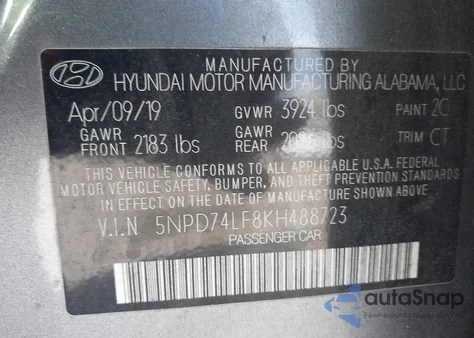 MANUFACTURED BY
HYUNDAI MOTOR MANUFACTURING ALABAMA, LLC
Apr/09/19 GVWR 3924 lbs PAINT 2C
GAWR FRONT 2183 lbs GAWR REAR lbs TRIM CT
THIS VEHICLE CONFORMS TO ALL APPLICABLE U.S.A. FEDERAL
MOTOR VEHICLE SAFETY, BUMPER, AND THEFT PREVENTION STANDARDS
IN EFFECT ON THE DATE OF MANUFACTURE SHOWN ABOVE.
V.I.N 5NPD74LF8KH488723
PASSENGER CAR
autoSnap